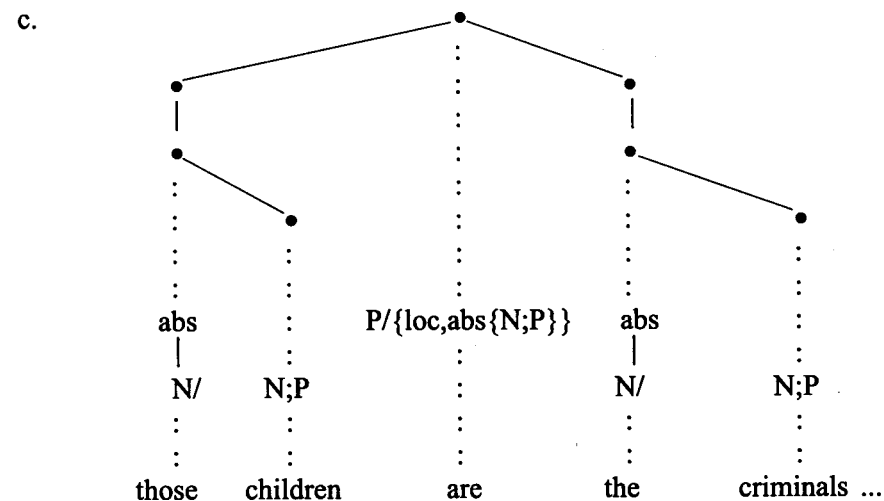 c.
abs P/{loc,abs{N;P}} abs
N/ N;P N/ N;P
those children are the criminals ...